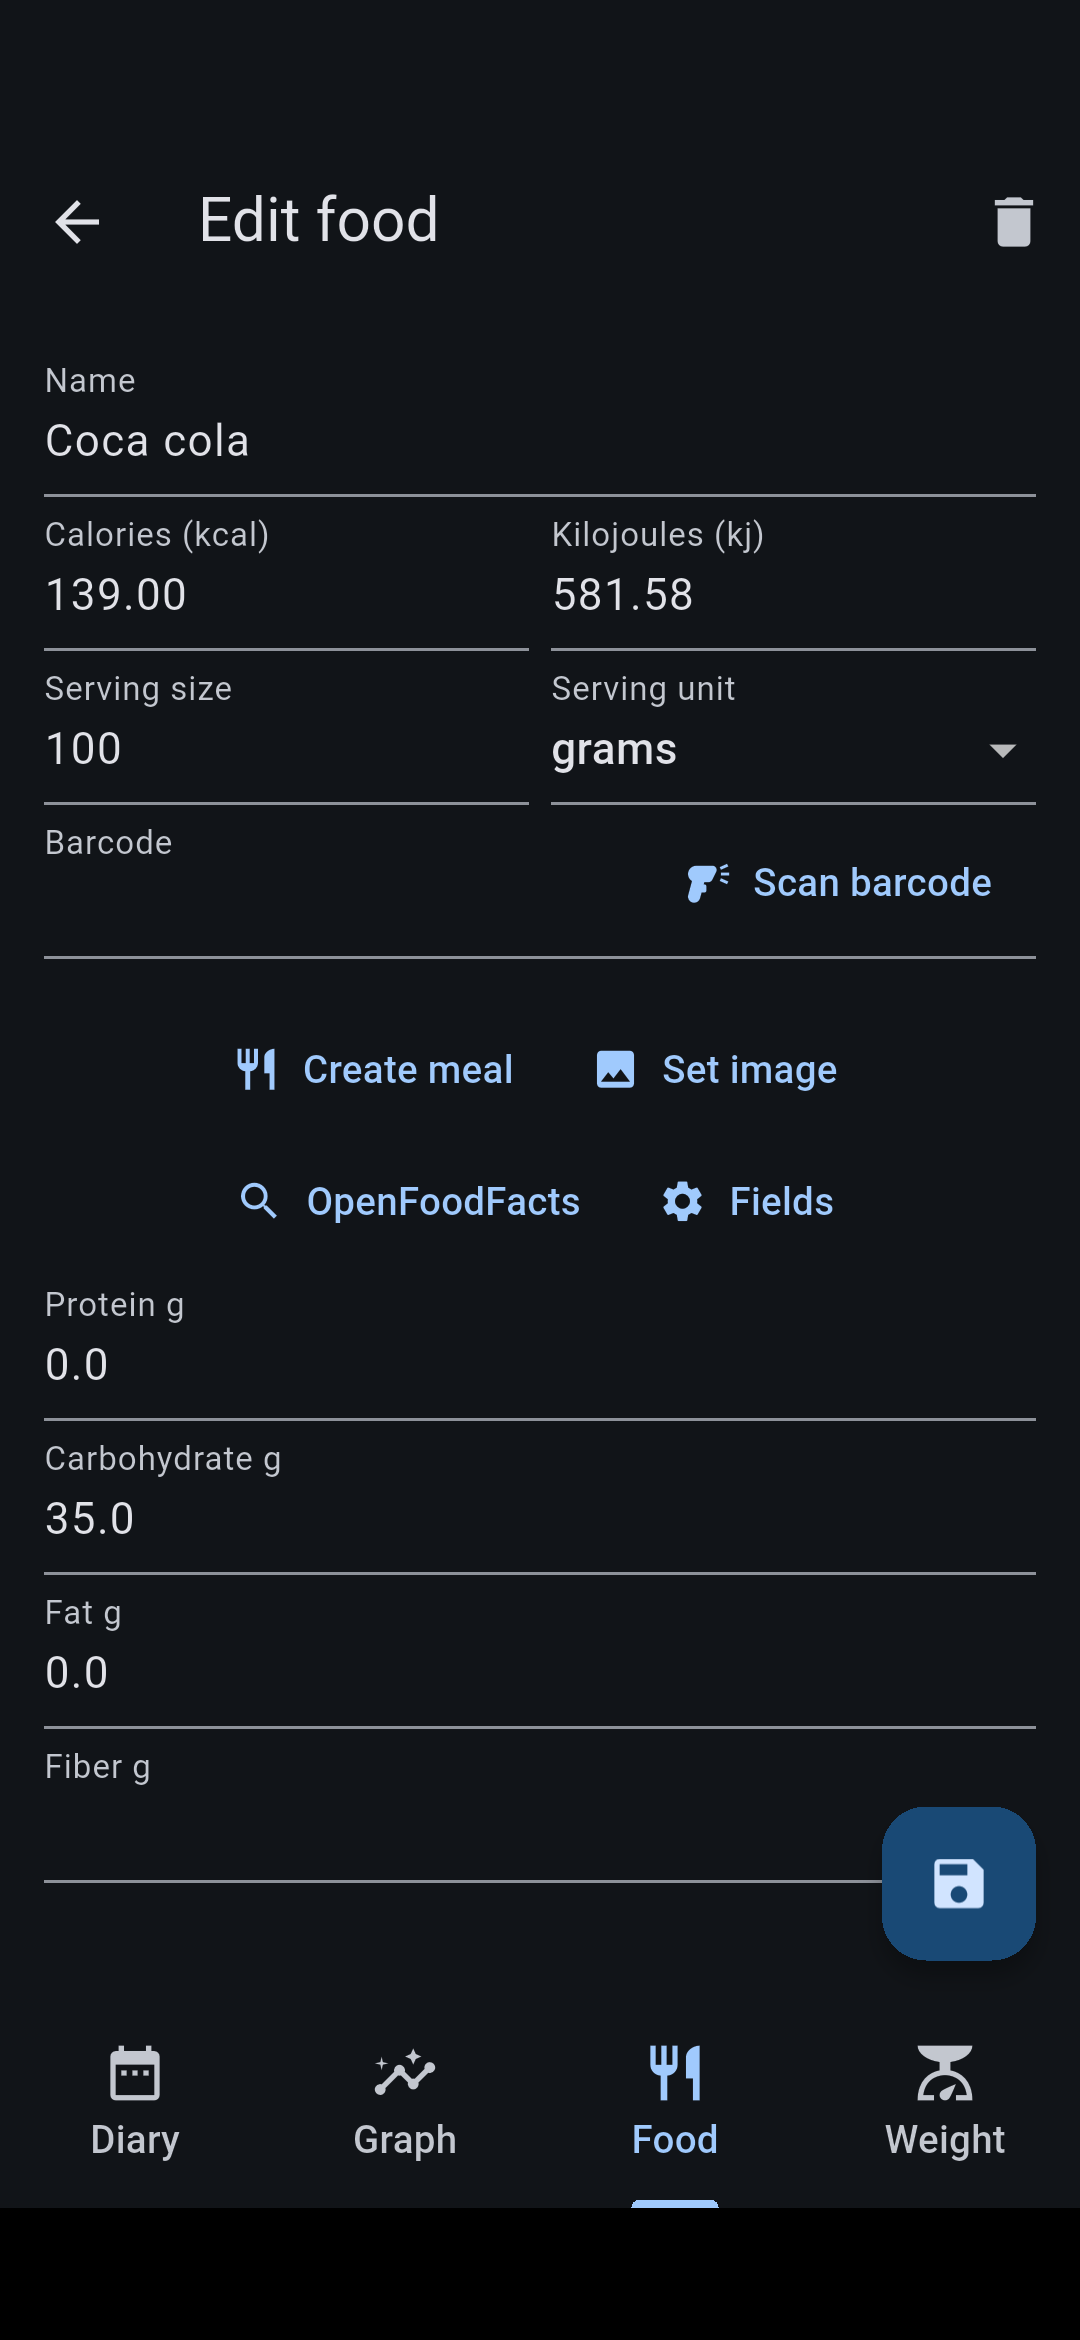 Edit food
Name
Coca cola
Calories (kcal)
Kilojoules (kj)
139.00
581.58
Serving size
Serving unit
100
grams
Barcode
Scan barcode
Create meal
Set image
OpenFoodFacts
Fields
Protein g
0.0
Carbohydrate g
35.0
Fat g
0.0
Fiber g
Diary
Graph
Food
Weight